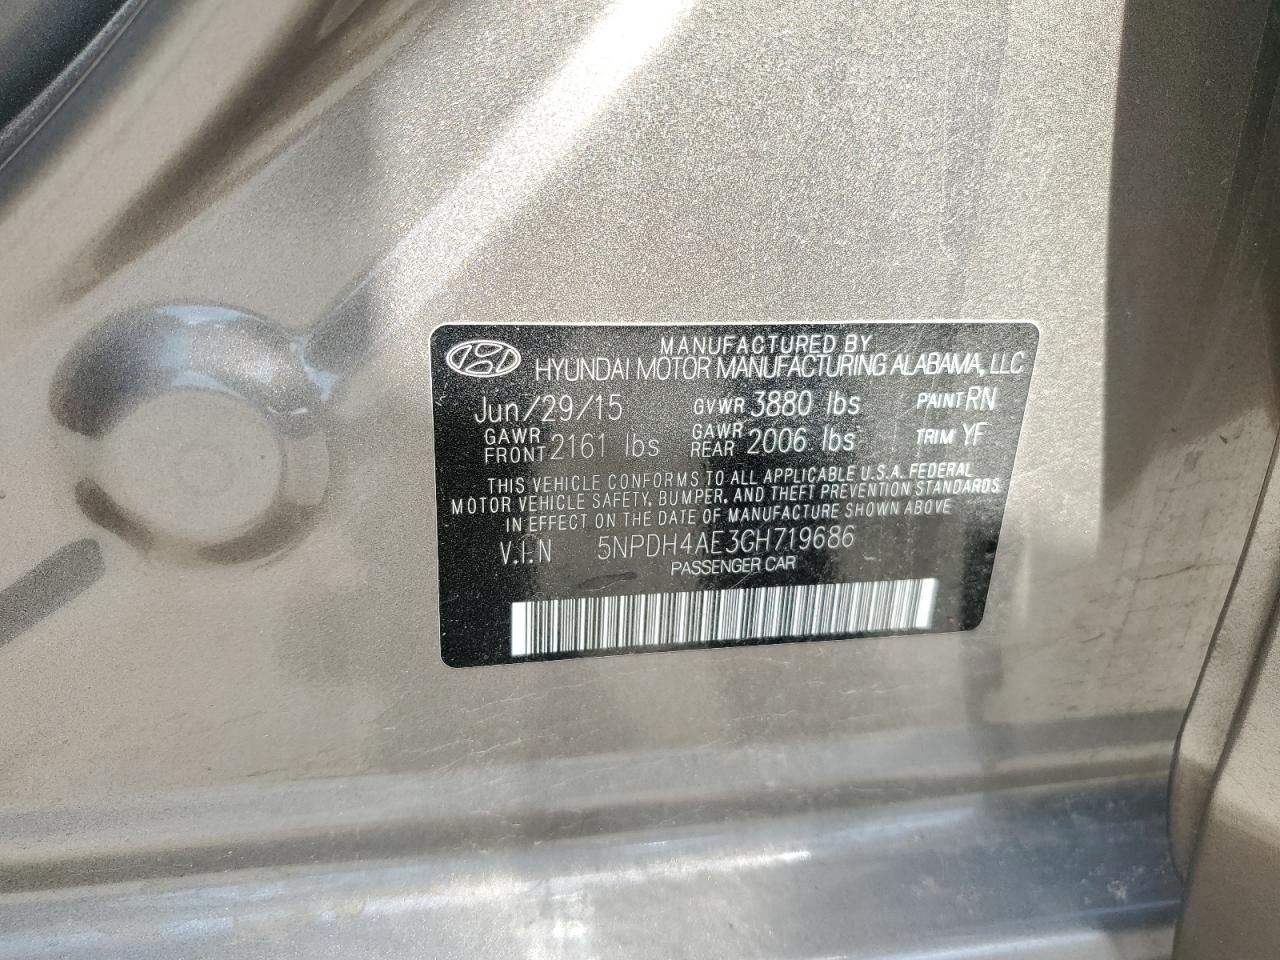 MANUFACTURED BY
HYUNDAI MOTOR MANUFACTURING ALABAMA, LLC
Jun/29/15 GVWR 3880 lbs PAINT RN
GAWR FRONT 2161 lbs GAWR REAR 2006 lbs TRIM YF
THIS VEHICLE CONFORMS TO ALL APPLICABLE U.S.A. FEDERAL
MOTOR VEHICLE SAFETY, BUMPER, AND THEFT PREVENTION STANDARDS
IN EFFECT ON THE DATE OF MANUFACTURE SHOWN ABOVE
V.I.N 5NPDH4AE3GH719686
PASSENGER CAR